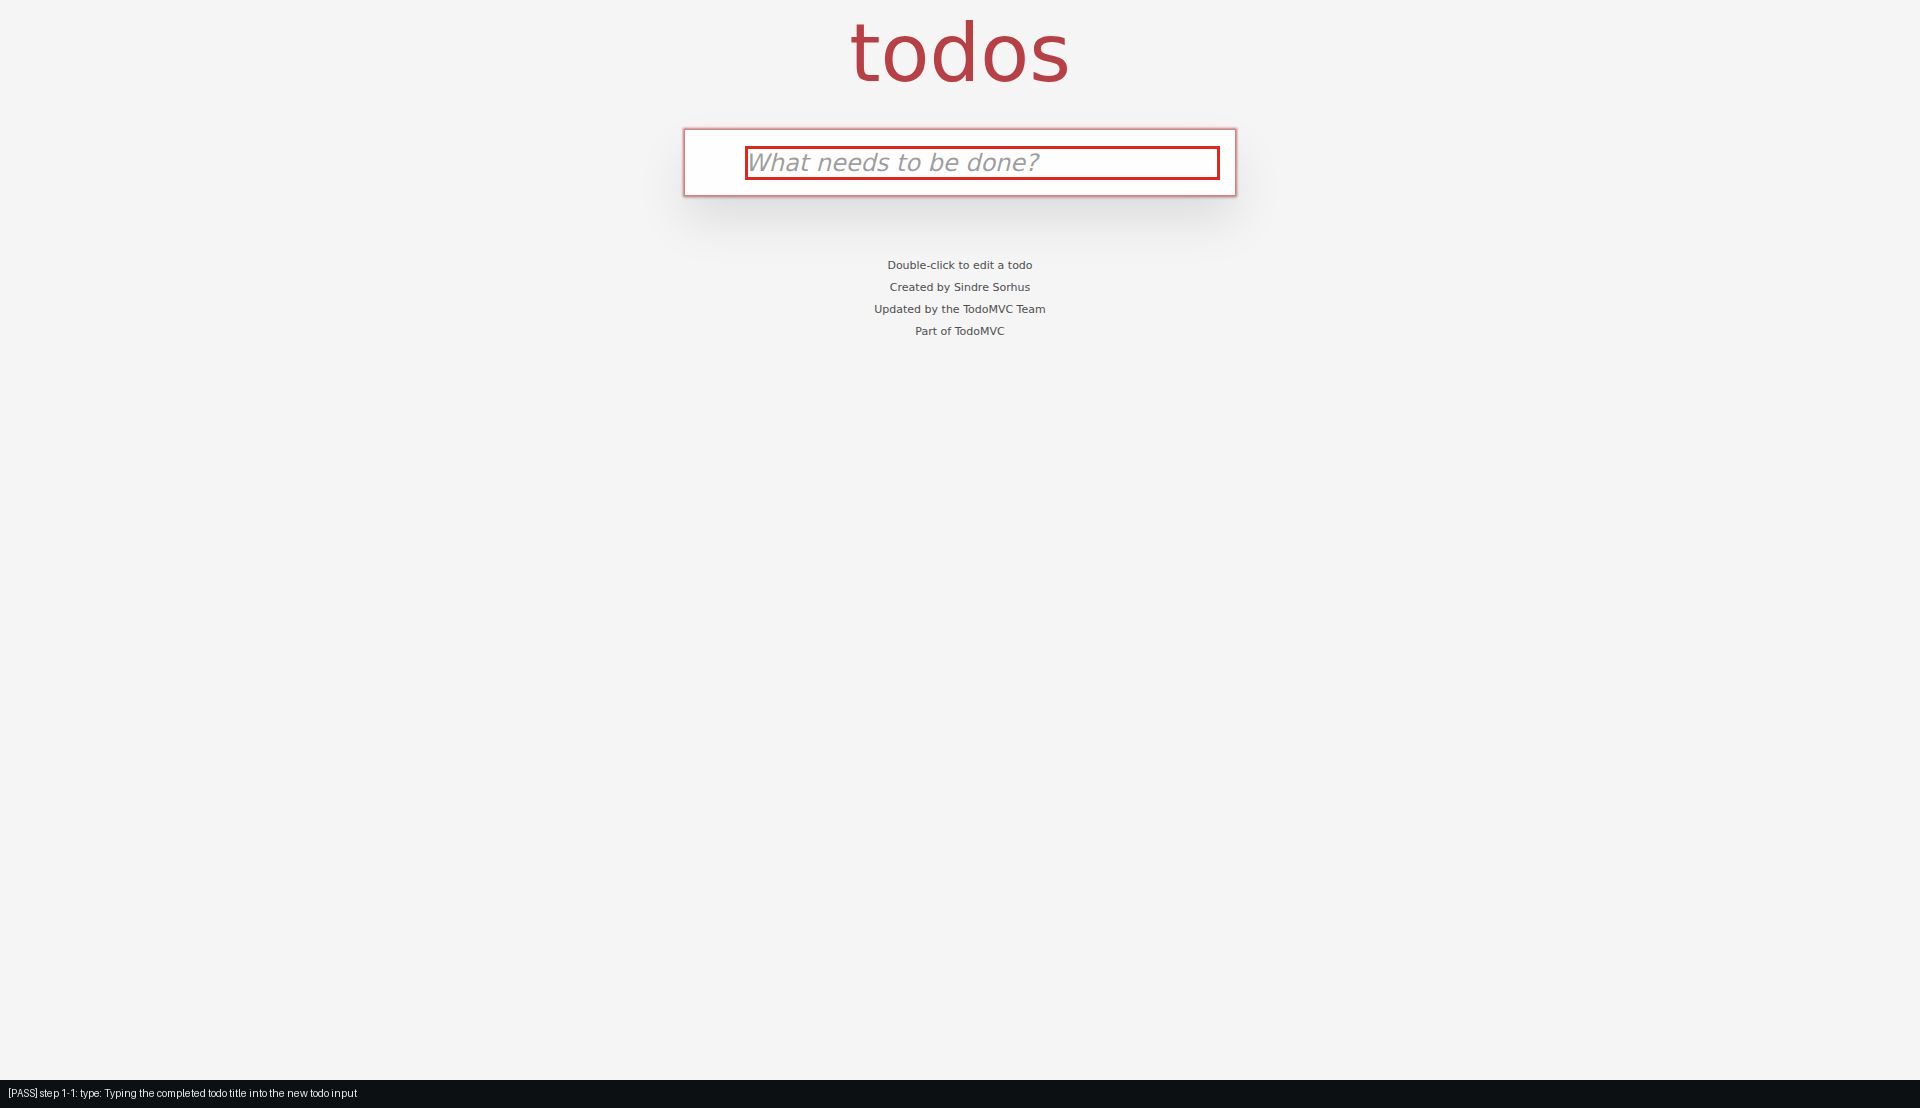 todos
What needs to be done?
Double-click to edit a todo
Created by Sindre Sorhus
Updated by the TodoMVC Team
Part of TodoMVC
[PASS] step 1-1: type: Typing the completed todo title into the new todo input